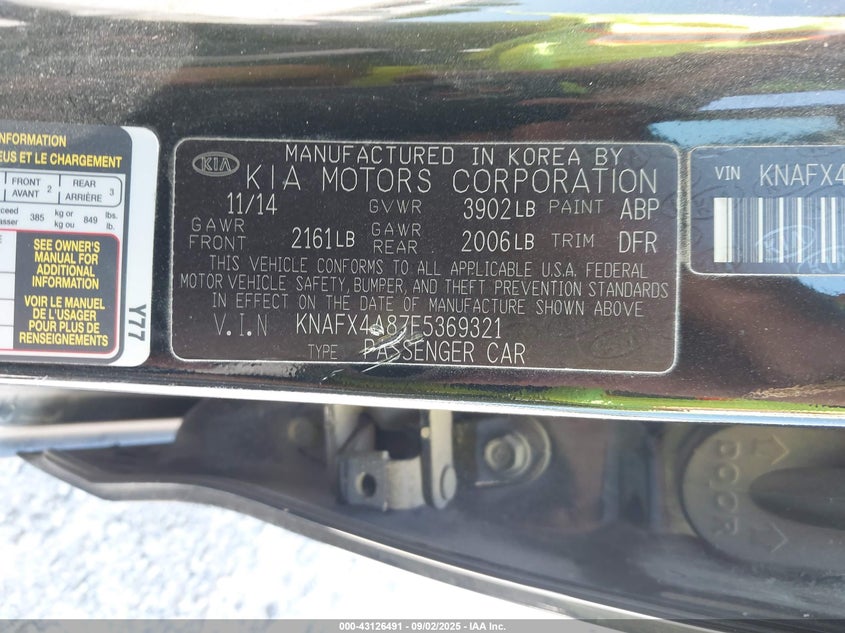 INFORMATION
EUS ET LE CHARGEMENT
FRONT AVANT 2 REAR ARRIÈRE 3
385 kg or kg ou 849 lbs. lb.
SEE OWNER'S
MANUAL FOR
ADDITIONAL
INFORMATION
VOIR LE MANUEL
DE L'USAGER
POUR PLUS DE
RENSEIGNEMENTS
Y77
KIA
MANUFACTURED IN KOREA BY
KIA MOTORS CORPORATION
11/14 GVWR 3902LB PAINT ABP
GAWR FRONT 2161LB GAWR REAR 2006LB TRIM DFR
THIS VEHICLE CONFORMS TO ALL APPLICABLE U.S.A. FEDERAL
MOTOR VEHICLE SAFETY, BUMPER, AND THEFT PREVENTION STANDARDS
IN EFFECT ON THE DATE OF MANUFACTURE SHOWN ABOVE
V.I.N KNAFX4A87F5369321
TYPE PASSENGER CAR
VIN KNAFX4
KIA
DOOR
000-43126491 - 09/02/2025 - IAA Inc.